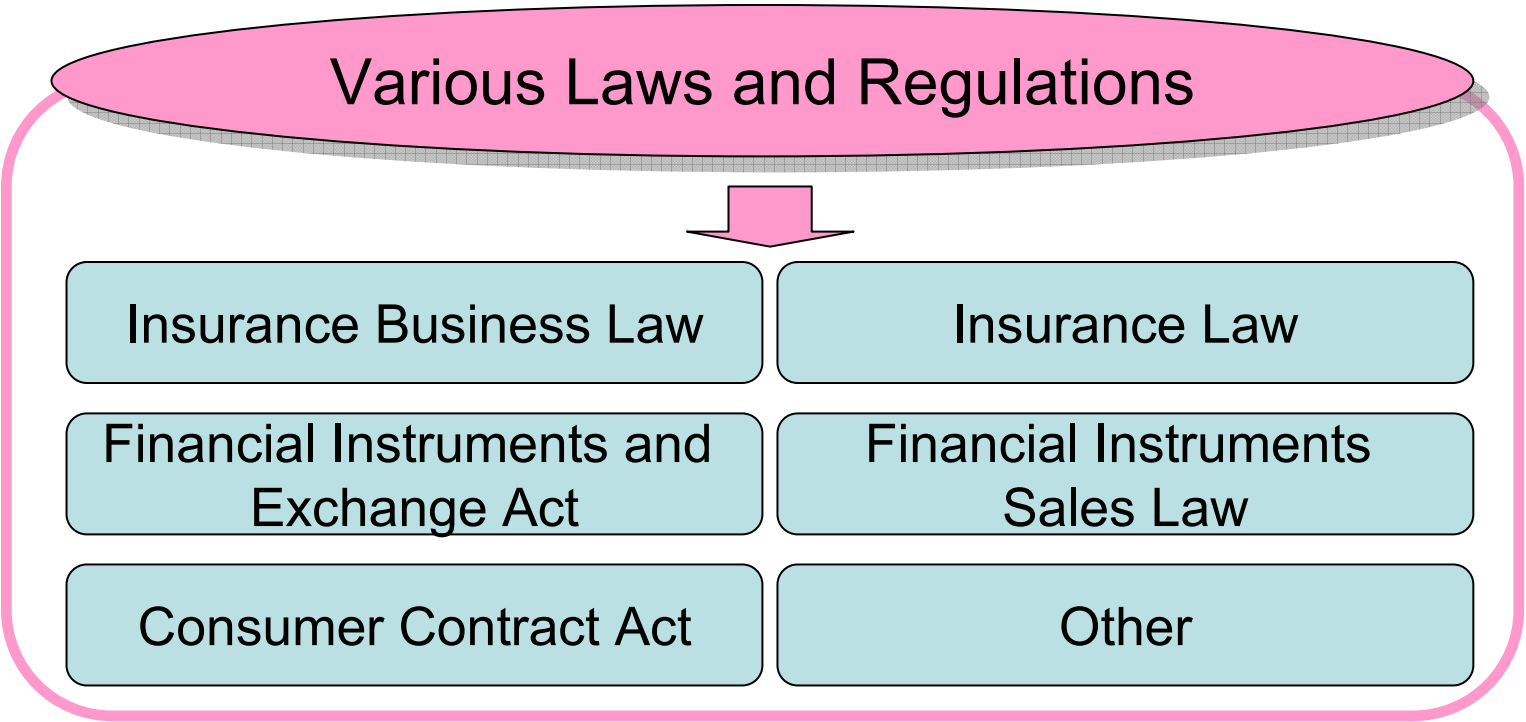 Various Laws and Regulations
Insurance Business Law
Insurance Law
Financial Instruments and
Exchange Act
Financial Instruments
Sales Law
Consumer Contract Act
Other